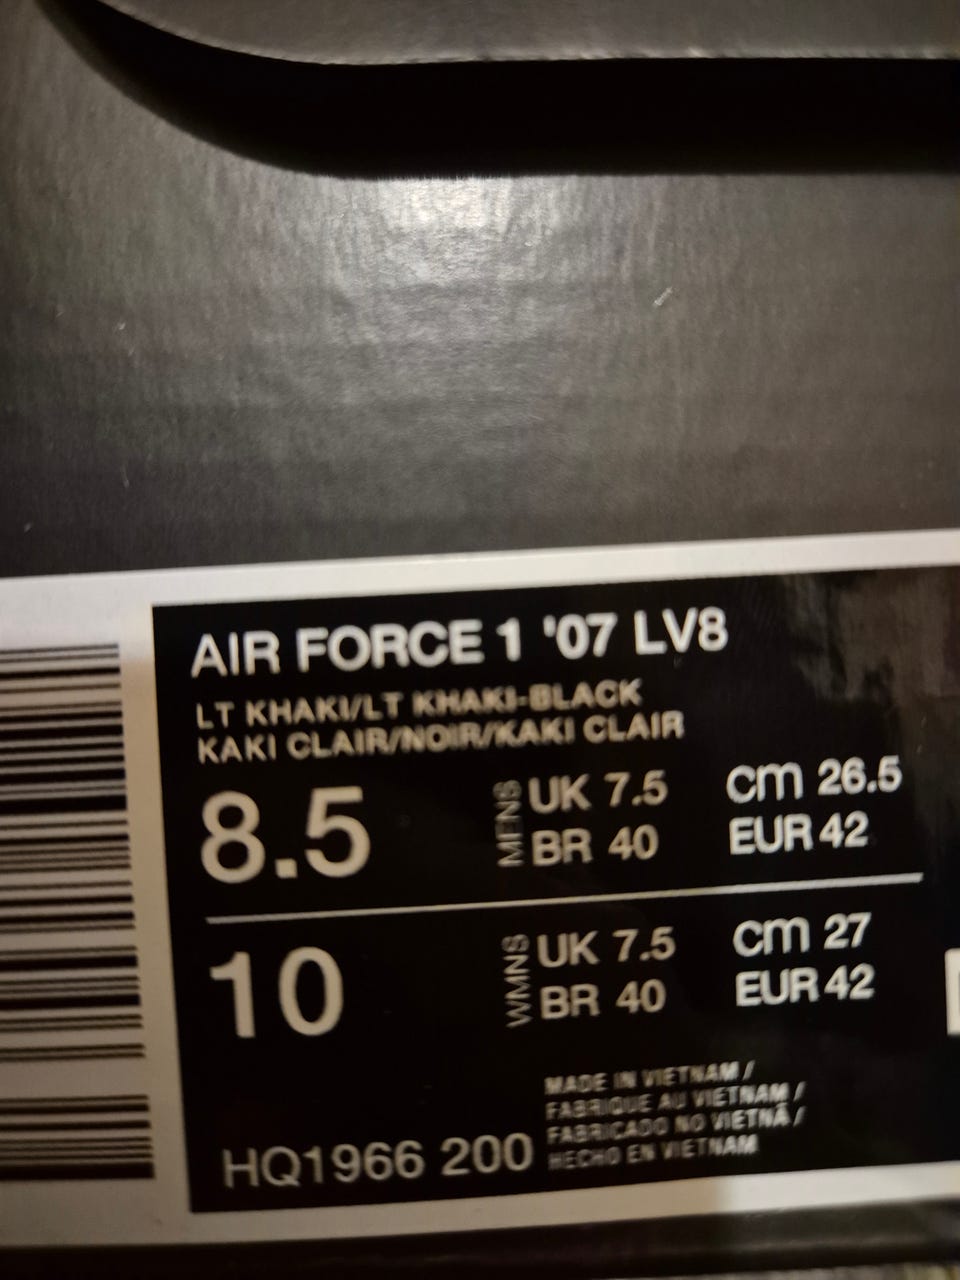 AIR FORCE 1 '07 LV8
LT KHAKI/LT KHAKI-BLACK
KAKI CLAIR/NOIR/KAKI CLAIR
8.5 MENS UK 7.5 cm 26.5
BR 40 EUR 42
10 WMNS UK 7.5 cm 27
BR 40 EUR 42
MADE IN VIETNAM /
FABRIQUE AU VIETNAM /
FABRICADO NO VIETNÃ /
HECHO EN VIETNAM
HQ1966 200